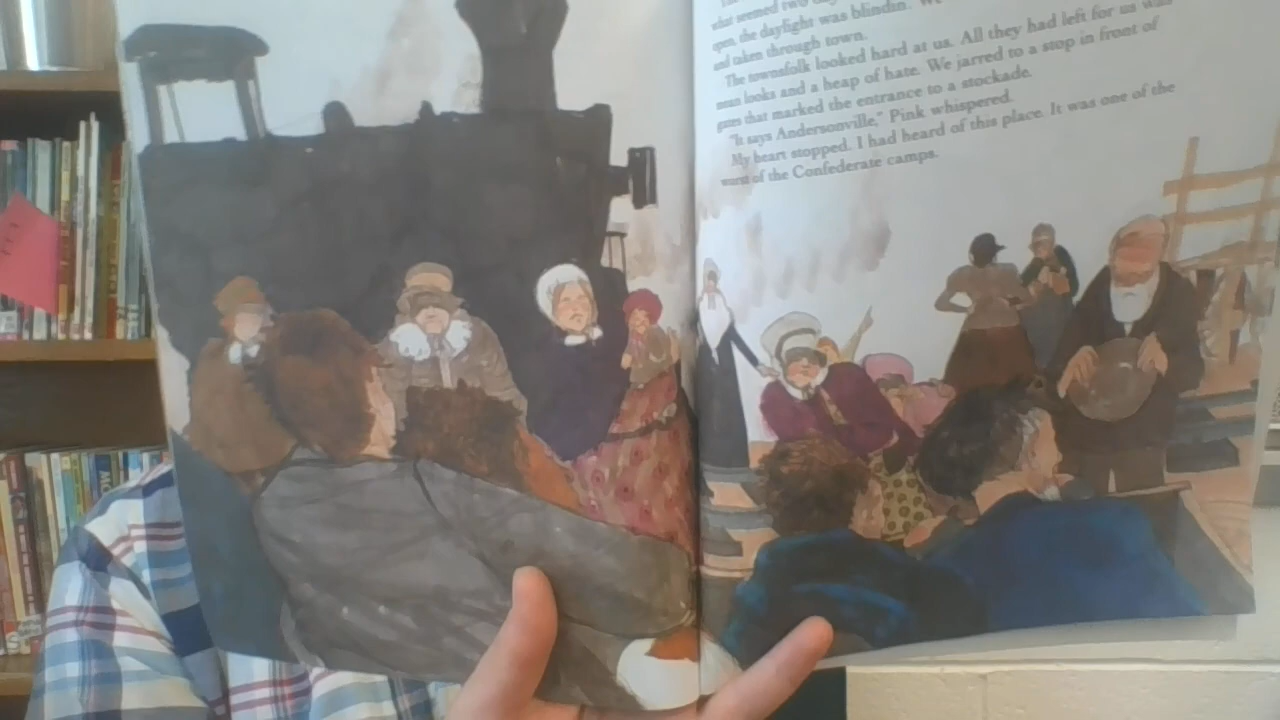 what seemed two
open, the daylight was blindin.
and taken through town.
The townsfolk looked hard at us. All they had left for us was
mean looks and a heap of hate. We jarred to a stop in front of
gates that marked the entrance to a stockade.
"It says Andersonville," Pink whispered.
My heart stopped. I had heard of this place. It was one of the
worst of the Confederate camps.